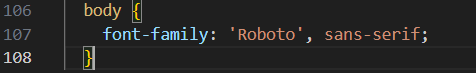 106 body {
107 font-family: 'Roboto', sans-serif;
108 }